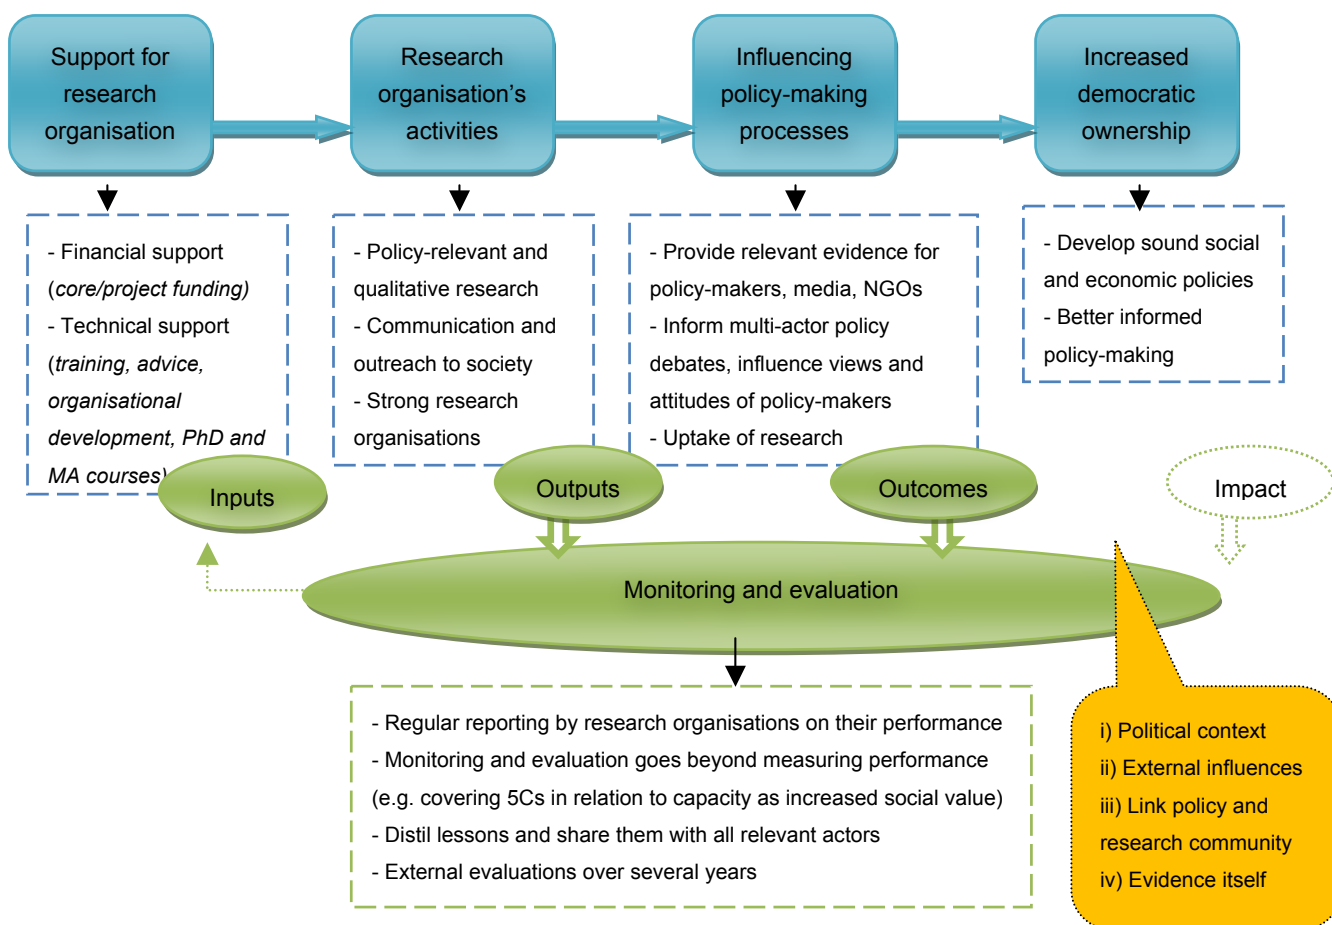 Support for
research
organisation
Research
organisation's
activities
Influencing
policy-making
processes
Increased
democratic
ownership
- Financial support
(core/project funding)
- Technical support
(training, advice,
organisational
development, PhD and
MA courses)
- Policy-relevant and
qualitative research
- Communication and
outreach to society
- Strong research
organisations
- Provide relevant evidence for
policy-makers, media, NGOs
- Inform multi-actor policy
debates, influence views and
attitudes of policy-makers
- Uptake of research
- Develop sound social
and economic policies
- Better informed
policy-making
Inputs
Outputs
Outcomes
Impact
Monitoring and evaluation
- Regular reporting by research organisations on their performance
- Monitoring and evaluation goes beyond measuring performance
(e.g. covering 5Cs in relation to capacity as increased social value)
- Distil lessons and share them with all relevant actors
- External evaluations over several years
i) Political context
ii) External influences
iii) Link policy and
research community
iv) Evidence itself